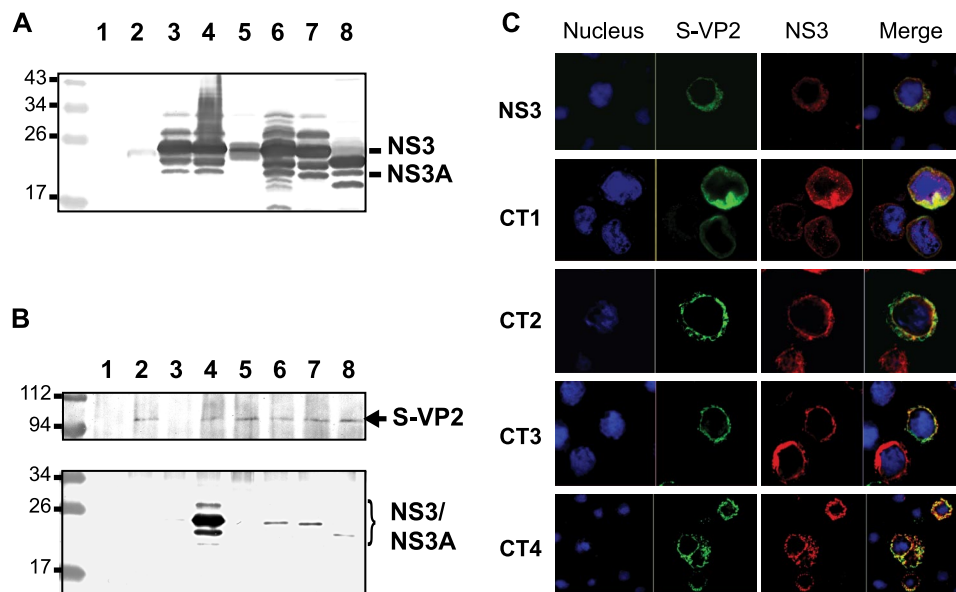 A
1 2 3 4 5 6 7 8
43
34
26
17
NS3
NS3A
B
1 2 3 4 5 6 7 8
112
94
S-VP2
34
26
17
NS3/
NS3A
C
Nucleus S-VP2 NS3 Merge
NS3
CT1
CT2
CT3
CT4